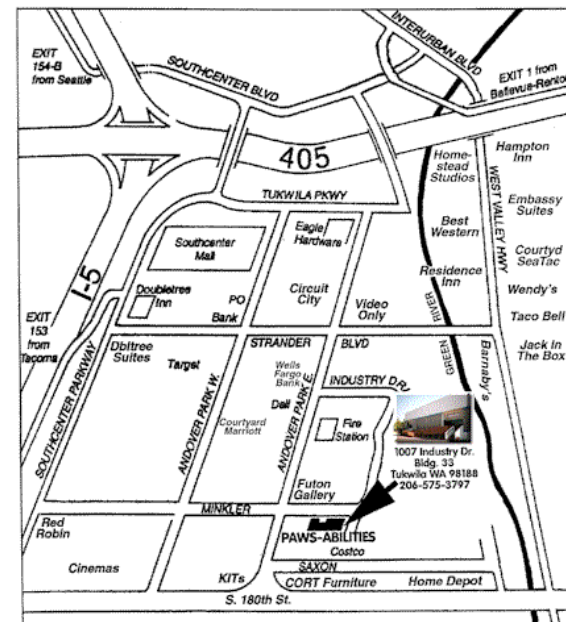 EXIT
154-B
from Seattle
SOUTHCENTER BLVD
INTERURBAN BLVD
EXIT 1 from
Bellevue-Renton
405
TUKWILA PKWY
Home-
stead
Studios
Hampton
Inn
WEST VALLEY HWY
Embassy
Suites
Best
Western
Courtyd
SeaTac
Residence
Inn
Wendy's
Taco Bell
Jack In
The Box
Southcenter
Mall
Eagle
Hardware
Doubletree
Inn
PO
Bank
Circuit
City
Video
Only
I-5
EXIT
153
from
Tacoma
SOUTHCENTER PARKWAY
Dbltree
Suites
Target
ANDOVER PARK W.
STRANDER
BLVD
Wells
Fargo
Bank
Deli
ANDOVER PARK E.
INDUSTRY DR
GREEN RIVER
Barnaby's
Courtyard
Marriott
Fire
Station
1007 Industry Dr.
Bldg. 33
Tukwila WA 98188
206-575-3797
Futon
Gallery
MINKLER
Red
Robin
PAWS-ABILITIES
Costco
Cinemas
KITs
SAXON
CORT Furniture
Home Depot
S. 180th St.